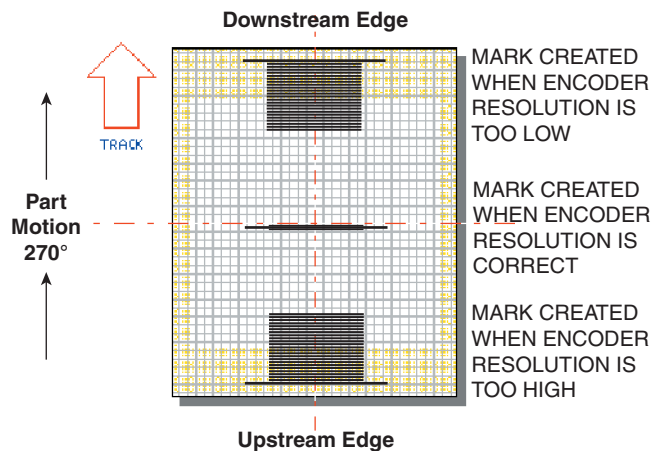 Downstream Edge
MARK CREATED
WHEN ENCODER
RESOLUTION IS
TOO LOW
TRACK
Part
Motion
270°
MARK CREATED
WHEN ENCODER
RESOLUTION IS
CORRECT
MARK CREATED
WHEN ENCODER
RESOLUTION IS
TOO HIGH
Upstream Edge